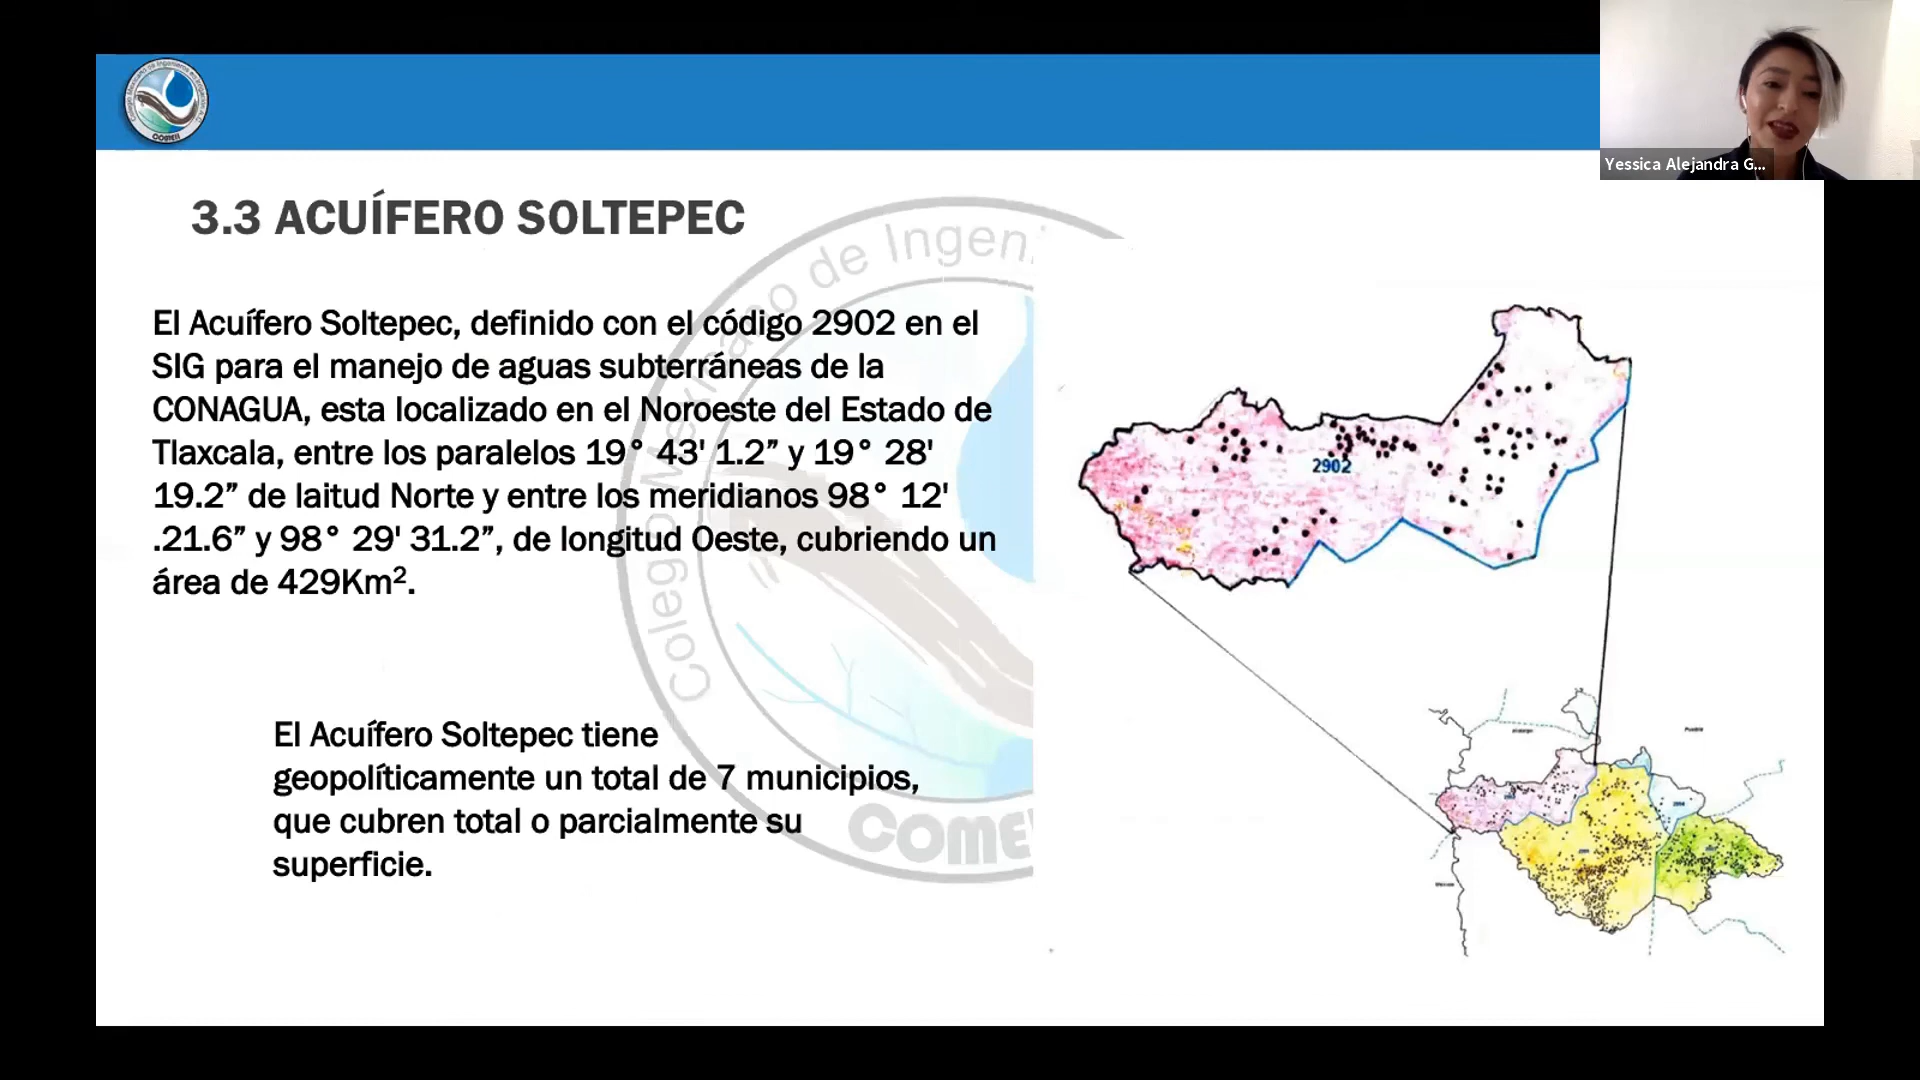 Yessica Alejandra G...
COMEII
3.3 ACUÍFERO SOLTEPEC
El Acuífero Soltepec, definido con el código 2902 en el
SIG para el manejo de aguas subterráneas de la
CONAGUA, esta localizado en el Noroeste del Estado de
Tlaxcala, entre los paralelos 19° 43' 1.2” y 19° 28'
19.2” de laitud Norte y entre los meridianos 98° 12'
.21.6” y 98° 29' 31.2”, de longitud Oeste, cubriendo un
área de 429Km².
El Acuífero Soltepec tiene
geopolíticamente un total de 7 municipios,
que cubren total o parcialmente su
superficie.
Colegio Mexicano de Ingeni
COME
2902
Puebla